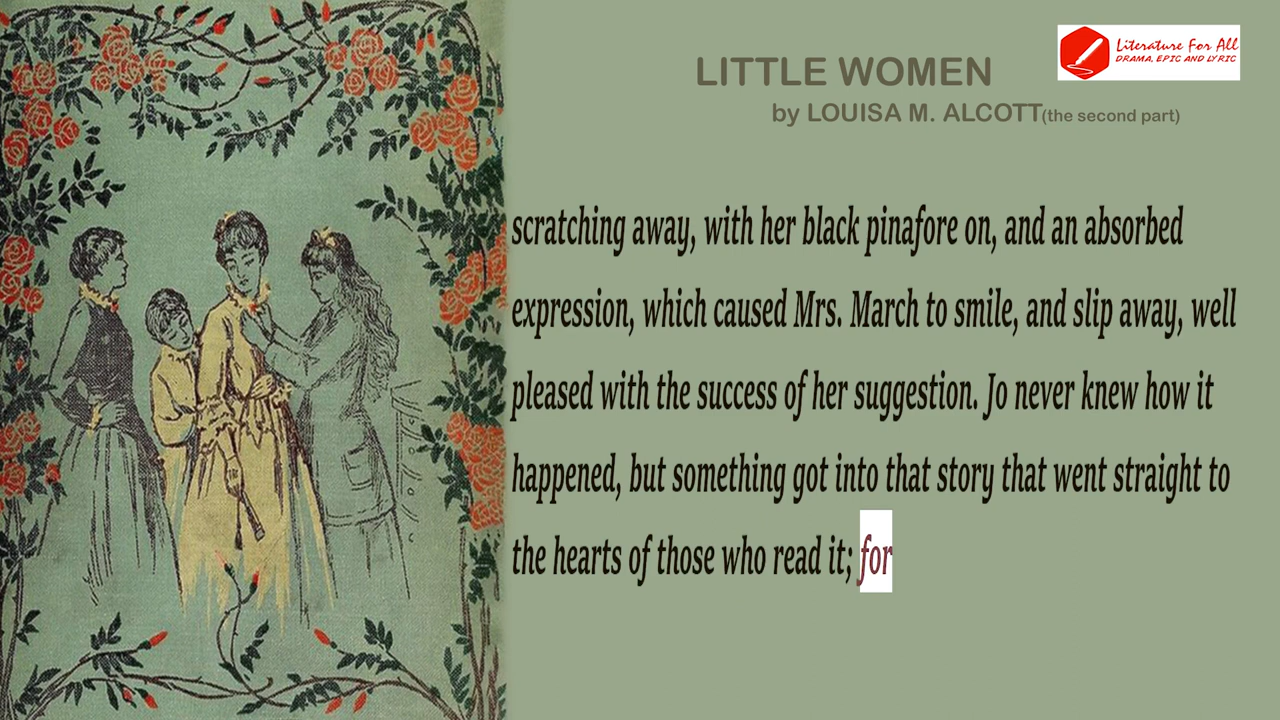 LITTLE WOMEN
by LOUISA M. ALCOTT(the second part)
Literature For All
DRAMA, EPIC AND LYRIC
scratching away, with her black pinafore on, and an absorbed
expression, which caused Mrs. March to smile, and slip away, well
pleased with the success of her suggestion. Jo never knew how it
happened, but something got into that story that went straight to
the hearts of those who read it; for